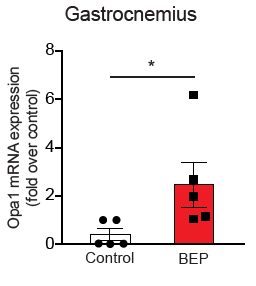 Gastrocnemius
Opa1 mRNA expression
(fold over control)
8
6
4
2
0
*
Control
BEP